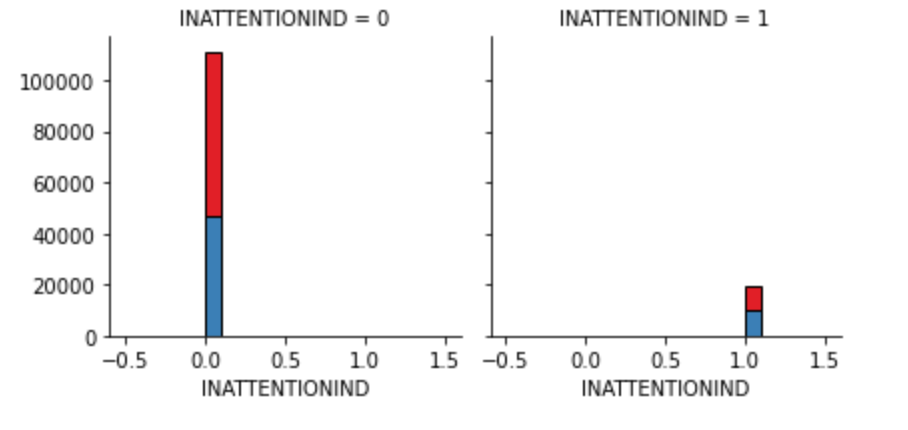 INATTENTIONIND = 0
INATTENTIONIND = 1
100000
80000
60000
40000
20000
0
−0.5 0.0 0.5 1.0 1.5
−0.5 0.0 0.5 1.0 1.5
INATTENTIONIND
INATTENTIONIND